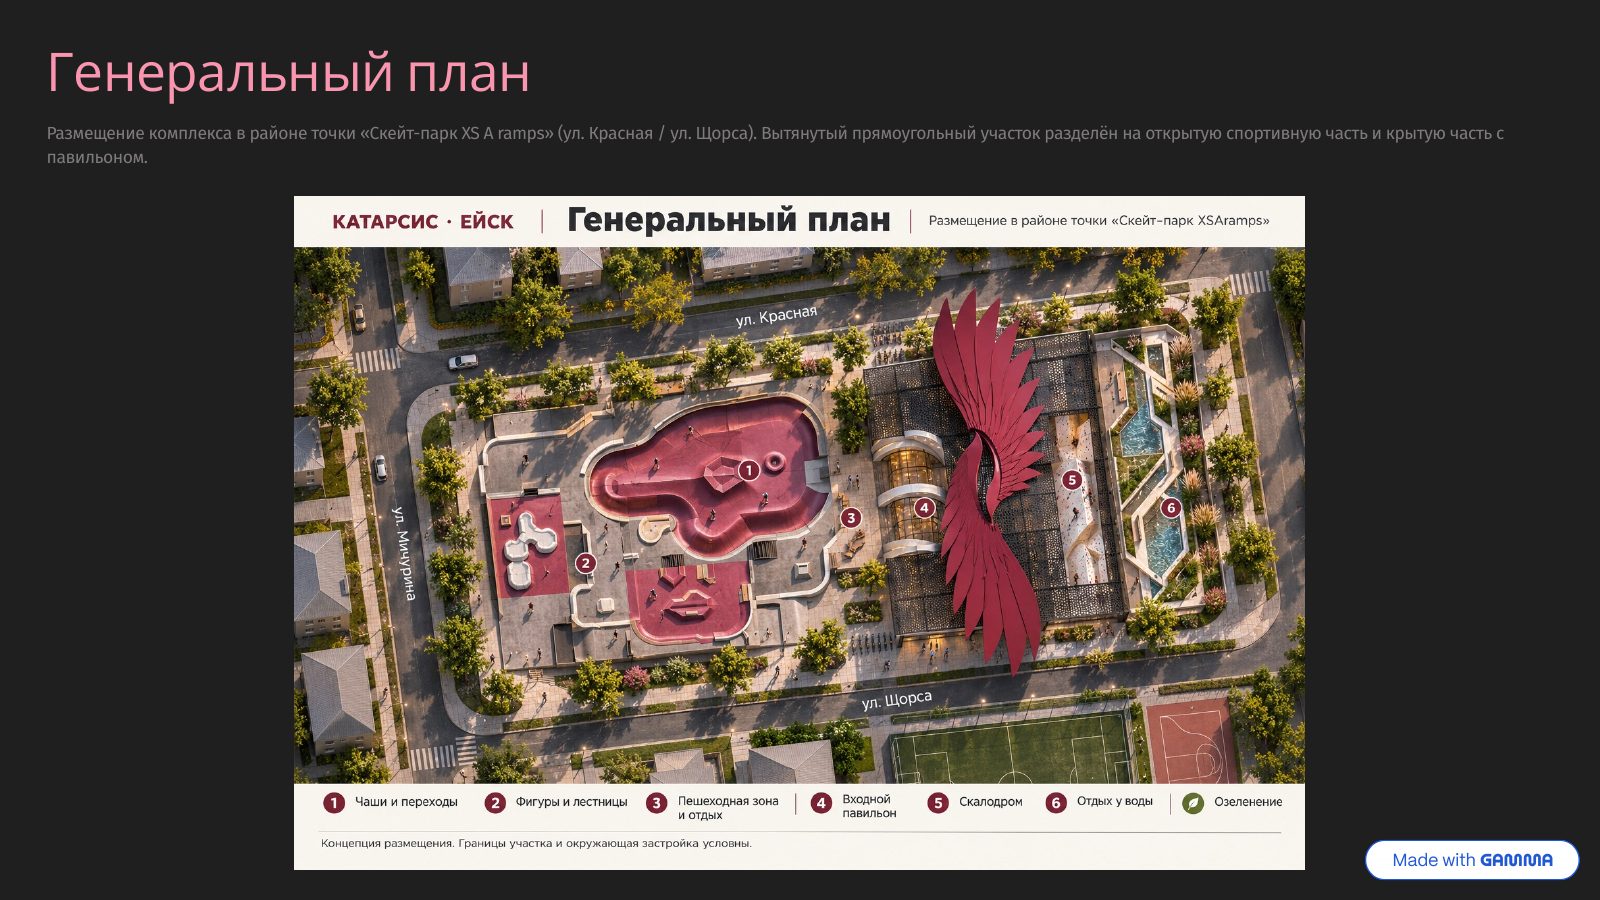 Генеральный план
Размещение комплекса в районе точки «Скейт-парк XS A ramps» (ул. Красная / ул. Щорса). Вытянутый прямоугольный участок разделён на открытую спортивную часть и крытую часть с
павильоном.
КАТАРСИС · ЕЙСК
Генеральный план
Размещение в районе точки «Скейт-парк XSAramps»
ул. Красная
ул. Мичурина
1
2
3
4
5
6
ул. Щорса
1 Чаши и переходы
2 Фигуры и лестницы
3 Пешеходная зона
и отдых
4 Входной
павильон
5 Скалодром
6 Отдых у воды
Озеленение
Концепция размещения. Границы участка и окружающая застройка условны.
Made with GAMMA